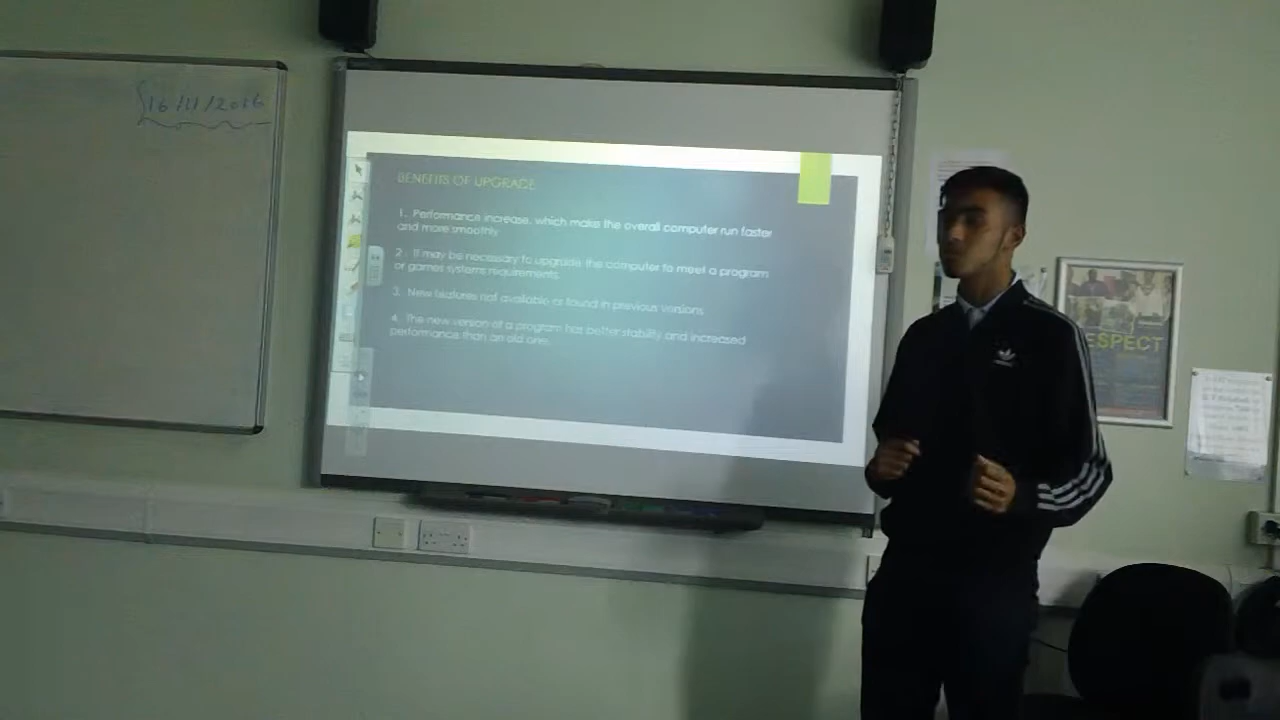 16/11/2016
BENEFITS OF UPGRADE
1. Performance increase, which make the overall computer run faster
and more smoothly
2. It may be necessary to upgrade the computer to meet a program
or games systems requirements.
3. New features not available or found in previous versions
4. The new version of a program has better stability and increased
performance than an old ones.
ESPECT